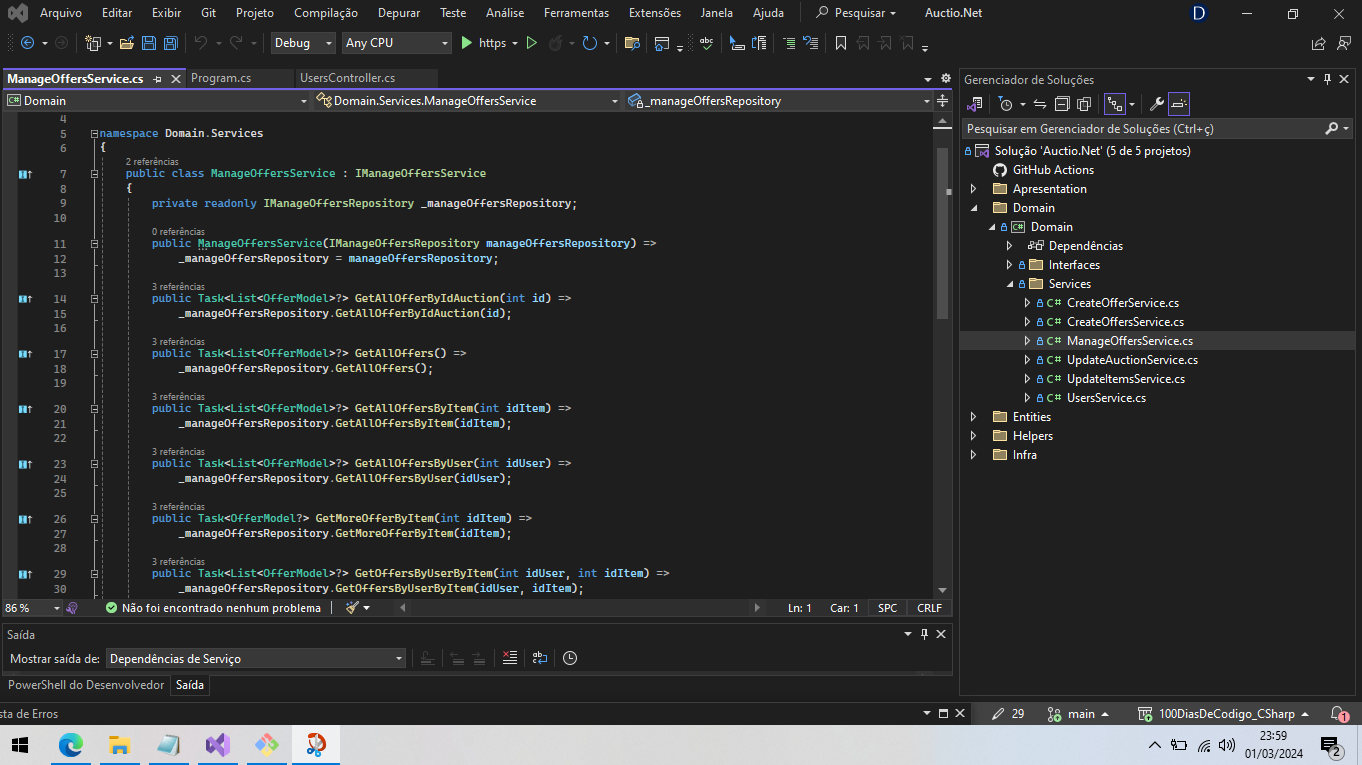 Arquivo Editar Exibir Git Projeto Compilação Depurar Teste Análise Ferramentas Extensões Janela Ajuda Pesquisar Auctio.Net D
Debug Any CPU https
ManageOffersService.cs Program.cs UsersController.cs
Domain Domain.Services.ManageOffersService _manageOffersRepository
4
5 namespace Domain.Services
6 {
2 referências
7 public class ManageOffersService : IManageOffersService
8 {
9 private readonly IManageOffersRepository _manageOffersRepository;
10
0 referências
11 public ManageOffersService(IManageOffersRepository manageOffersRepository) =>
12 _manageOffersRepository = manageOffersRepository;
13
3 referências
14 public Task<List<OfferModel>?> GetAllOfferByIdAuction(int id) =>
15 _manageOffersRepository.GetAllOfferByIdAuction(id);
16
3 referências
17 public Task<List<OfferModel>?> GetAllOffers() =>
18 _manageOffersRepository.GetAllOffers();
19
3 referências
20 public Task<List<OfferModel>?> GetAllOffersByItem(int idItem) =>
21 _manageOffersRepository.GetAllOffersByItem(idItem);
22
3 referências
23 public Task<List<OfferModel>?> GetAllOffersByUser(int idUser) =>
24 _manageOffersRepository.GetAllOffersByUser(idUser);
25
3 referências
26 public Task<OfferModel?> GetMoreOfferByItem(int idItem) =>
27 _manageOffersRepository.GetMoreOfferByItem(idItem);
28
3 referências
29 public Task<List<OfferModel>?> GetOffersByUserByItem(int idUser, int idItem) =>
30 _manageOffersRepository.GetOffersByUserByItem(idUser, idItem);
86 % Não foi encontrado nenhum problema Ln: 1 Car: 1 SPC CRLF
Saída
Mostrar saída de: Dependências de Serviço
PowerShell do Desenvolvedor Saída
sta de Erros
Gerenciador de Soluções
Pesquisar em Gerenciador de Soluções (Ctrl+ç)
Solução 'Auctio.Net' (5 de 5 projetos)
GitHub Actions
Apresentation
Domain
C# Domain
Dependências
Interfaces
Services
C# CreateOfferService.cs
C# CreateOffersService.cs
C# ManageOffersService.cs
C# UpdateAuctionService.cs
C# UpdateItemsService.cs
C# UsersService.cs
Entities
Helpers
Infra
29 main 100DiasDeCodigo_CSharp 1
23:59
01/03/2024
2